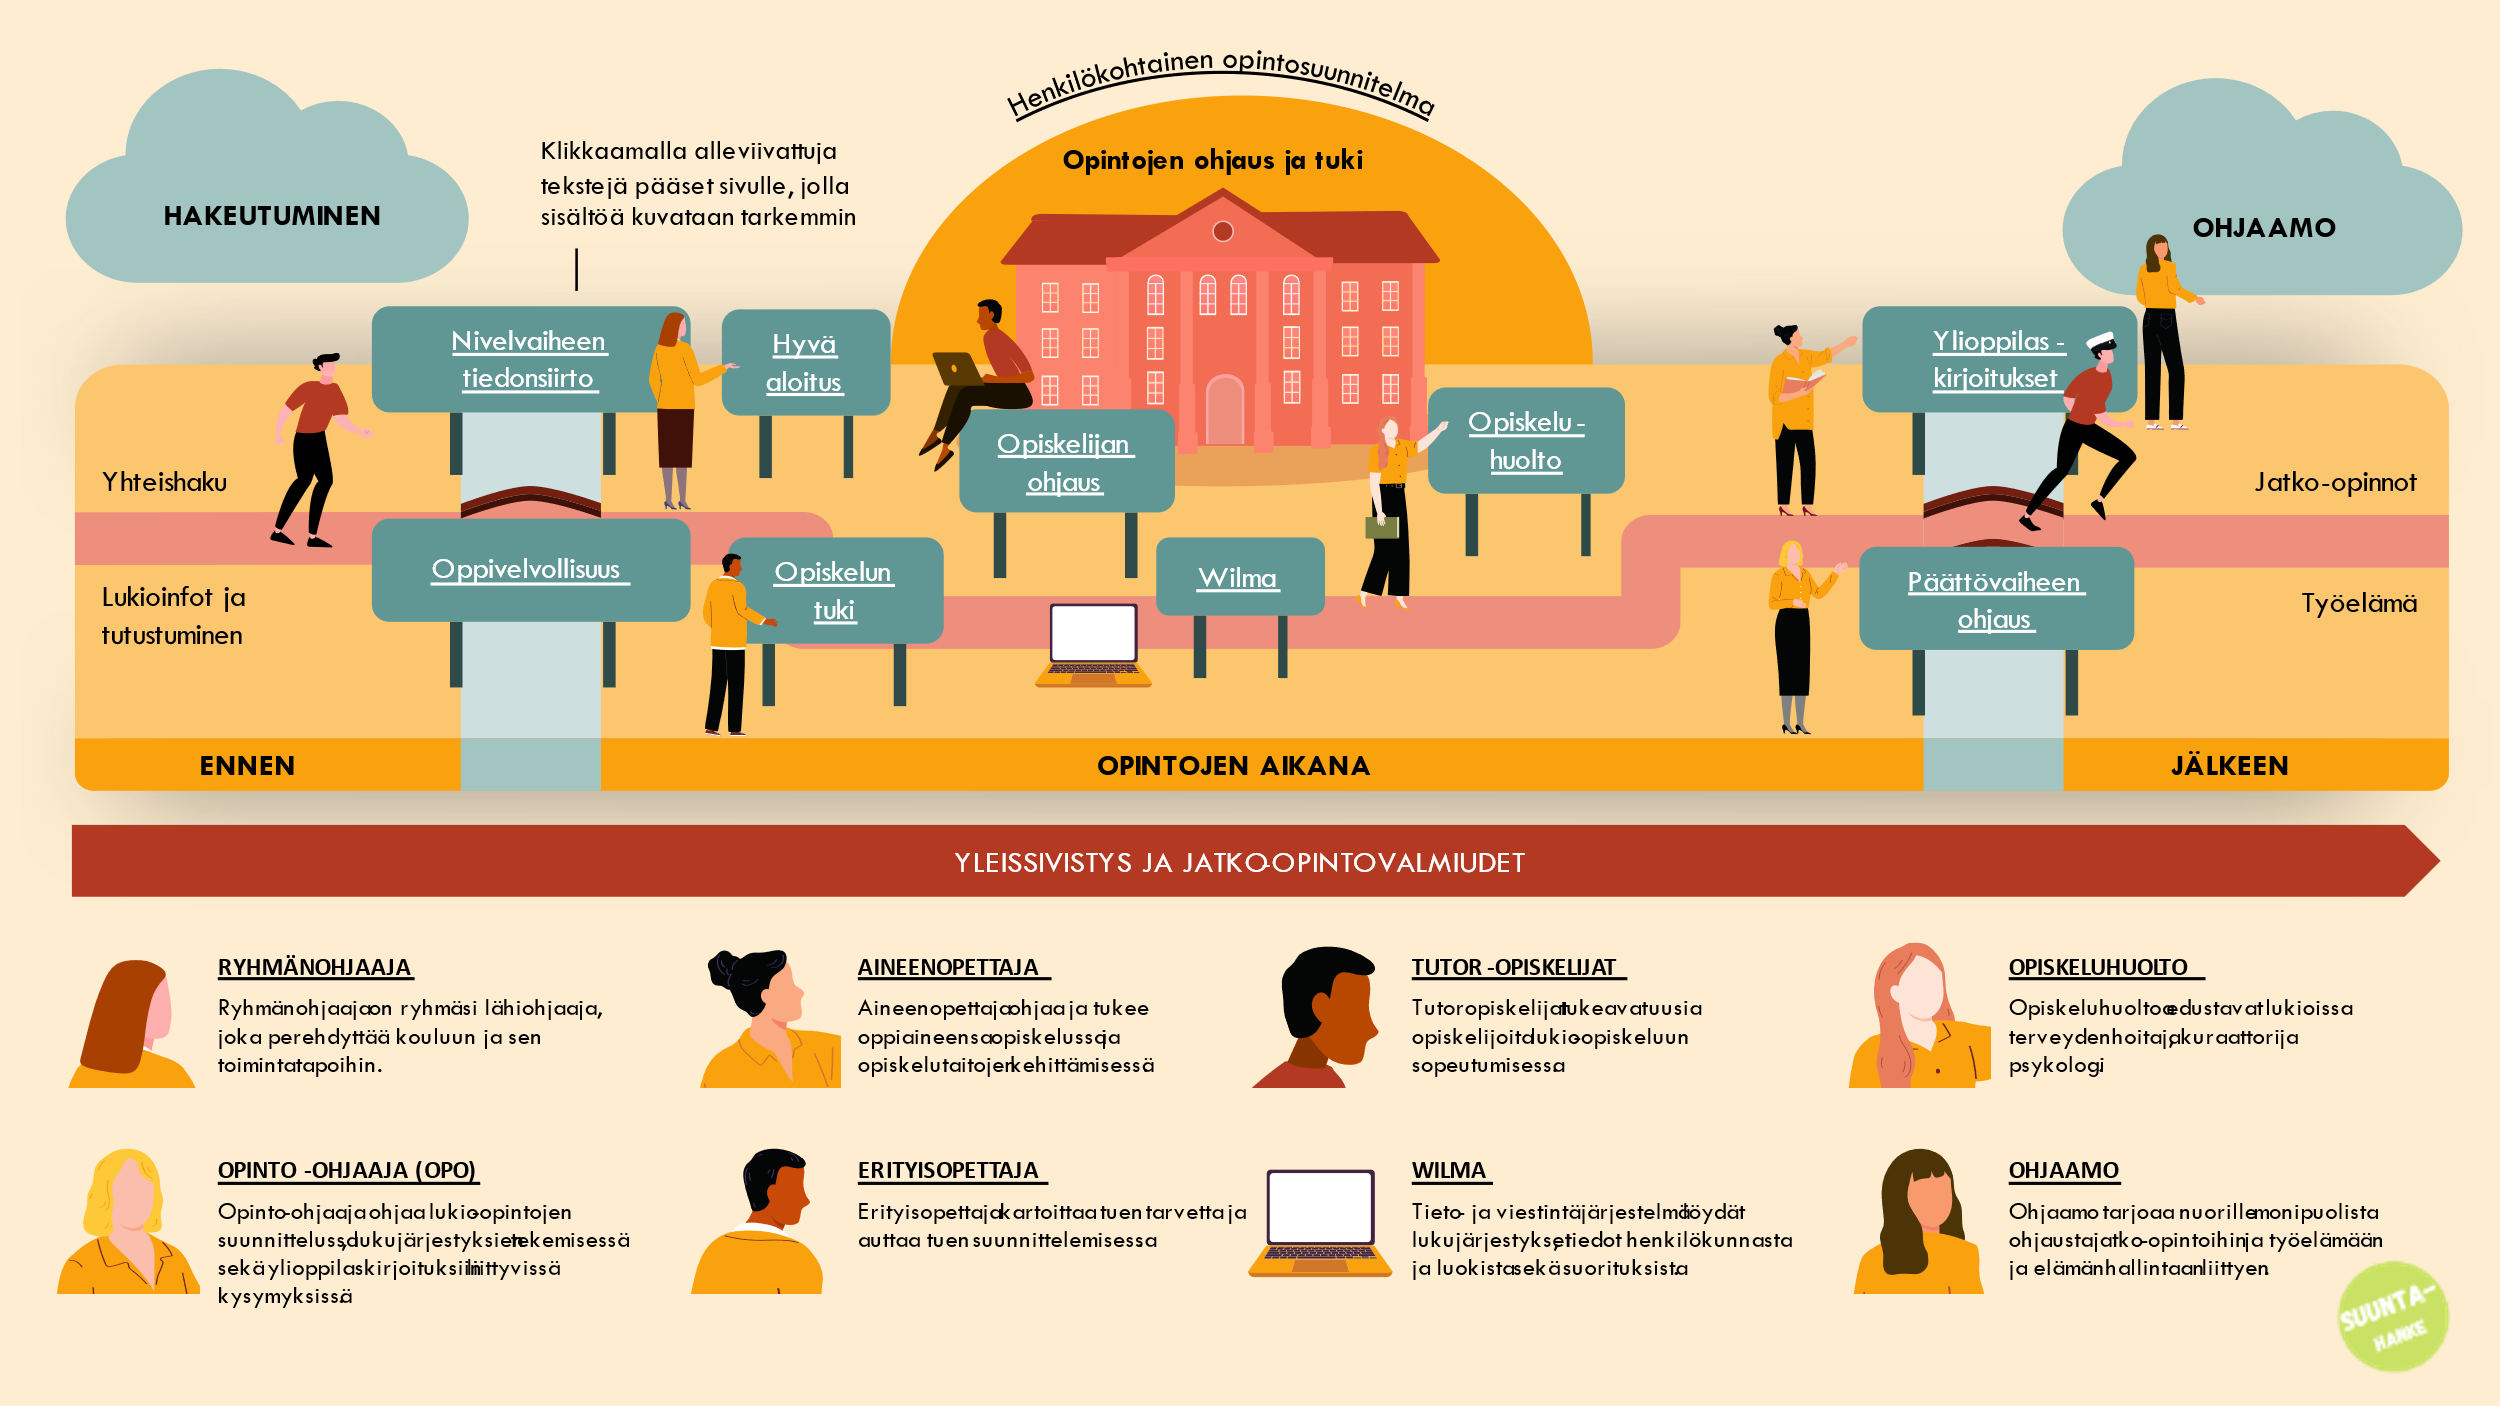 Henkilökohtainen opintosuunnitelma
Opintojen ohjaus ja tuki
Klikkaamalla alleviivattuja
tekstejä pääset sivulle, jolla
sisältöä kuvataan tarkemmin
HAKEUTUMINEN
OHJAAMO
Nivelvaiheen
tiedonsiirto
Hyvä
aloitus
Opiskelijan
ohjaus
Opiskelu-
huolto
Ylioppilas-
kirjoitukset
Yhteishaku
Jatko-opinnot
Oppivelvollisuus
Opiskelun
tuki
Wilma
Päättövaiheen
ohjaus
Lukioinfot ja
tutustuminen
Työelämä
ENNEN
OPINTOJEN AIKANA
JÄLKEEN
YLEISSIVISTYS JA JATKO-OPINTOVALMIUDET
RYHMÄNOHJAAJA
Ryhmänohjaaja on ryhmäsi lähiohjaaja,
joka perehdyttää kouluun ja sen
toimintatapoihin.
AINEENOPETTAJA
Aineenopettaja ohjaa ja tukee
oppiaineensa opiskelussa ja
opiskelutaitojen kehittämisessä
TUTOR-OPISKELIJAT
Tutoropiskelijat tukeavat uusia
opiskelijoita lukio-opiskeluun
sopeutumisessa.
OPISKELUHUOLTO
Opiskeluhuoltoa edustavat lukioissa
terveydenhoitaja, kuraattori ja
psykologi.
OPINTO-OHJAAJA (OPO)
Opinto-ohjaaja ohjaa lukio-opintojen
suunnittelussa, lukujärjestyksien tekemisessä
sekä ylioppilaskirjoituksiin liittyvissä
kysymyksissä.
ERITYISOPETTAJA
Erityisopettaja kartoittaa tuen tarvetta ja
auttaa tuen suunnittelemisessa
WILMA
Tieto- ja viestintäjärjestelmä löydät
lukujärjestykset, tiedot henkilökunnasta
ja luokista sekä suorituksista.
OHJAAMO
Ohjaamo tarjoaa nuorille monipuolista
ohjausta jatko-opintoihin ja työelämään
ja elämänhallintaan liittyen.
SUUNTA-
HANKE